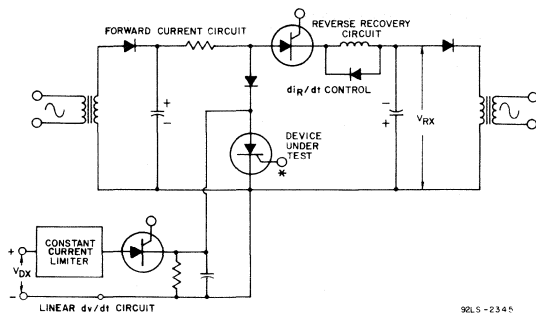 FORWARD CURRENT CIRCUIT
REVERSE RECOVERY
CIRCUIT
diR/dt CONTROL
+
−
−
+
VRX
DEVICE
UNDER
TEST
*
+
VDX
−
CONSTANT
CURRENT
LIMITER
LINEAR dv/dt CIRCUIT
92LS-2345